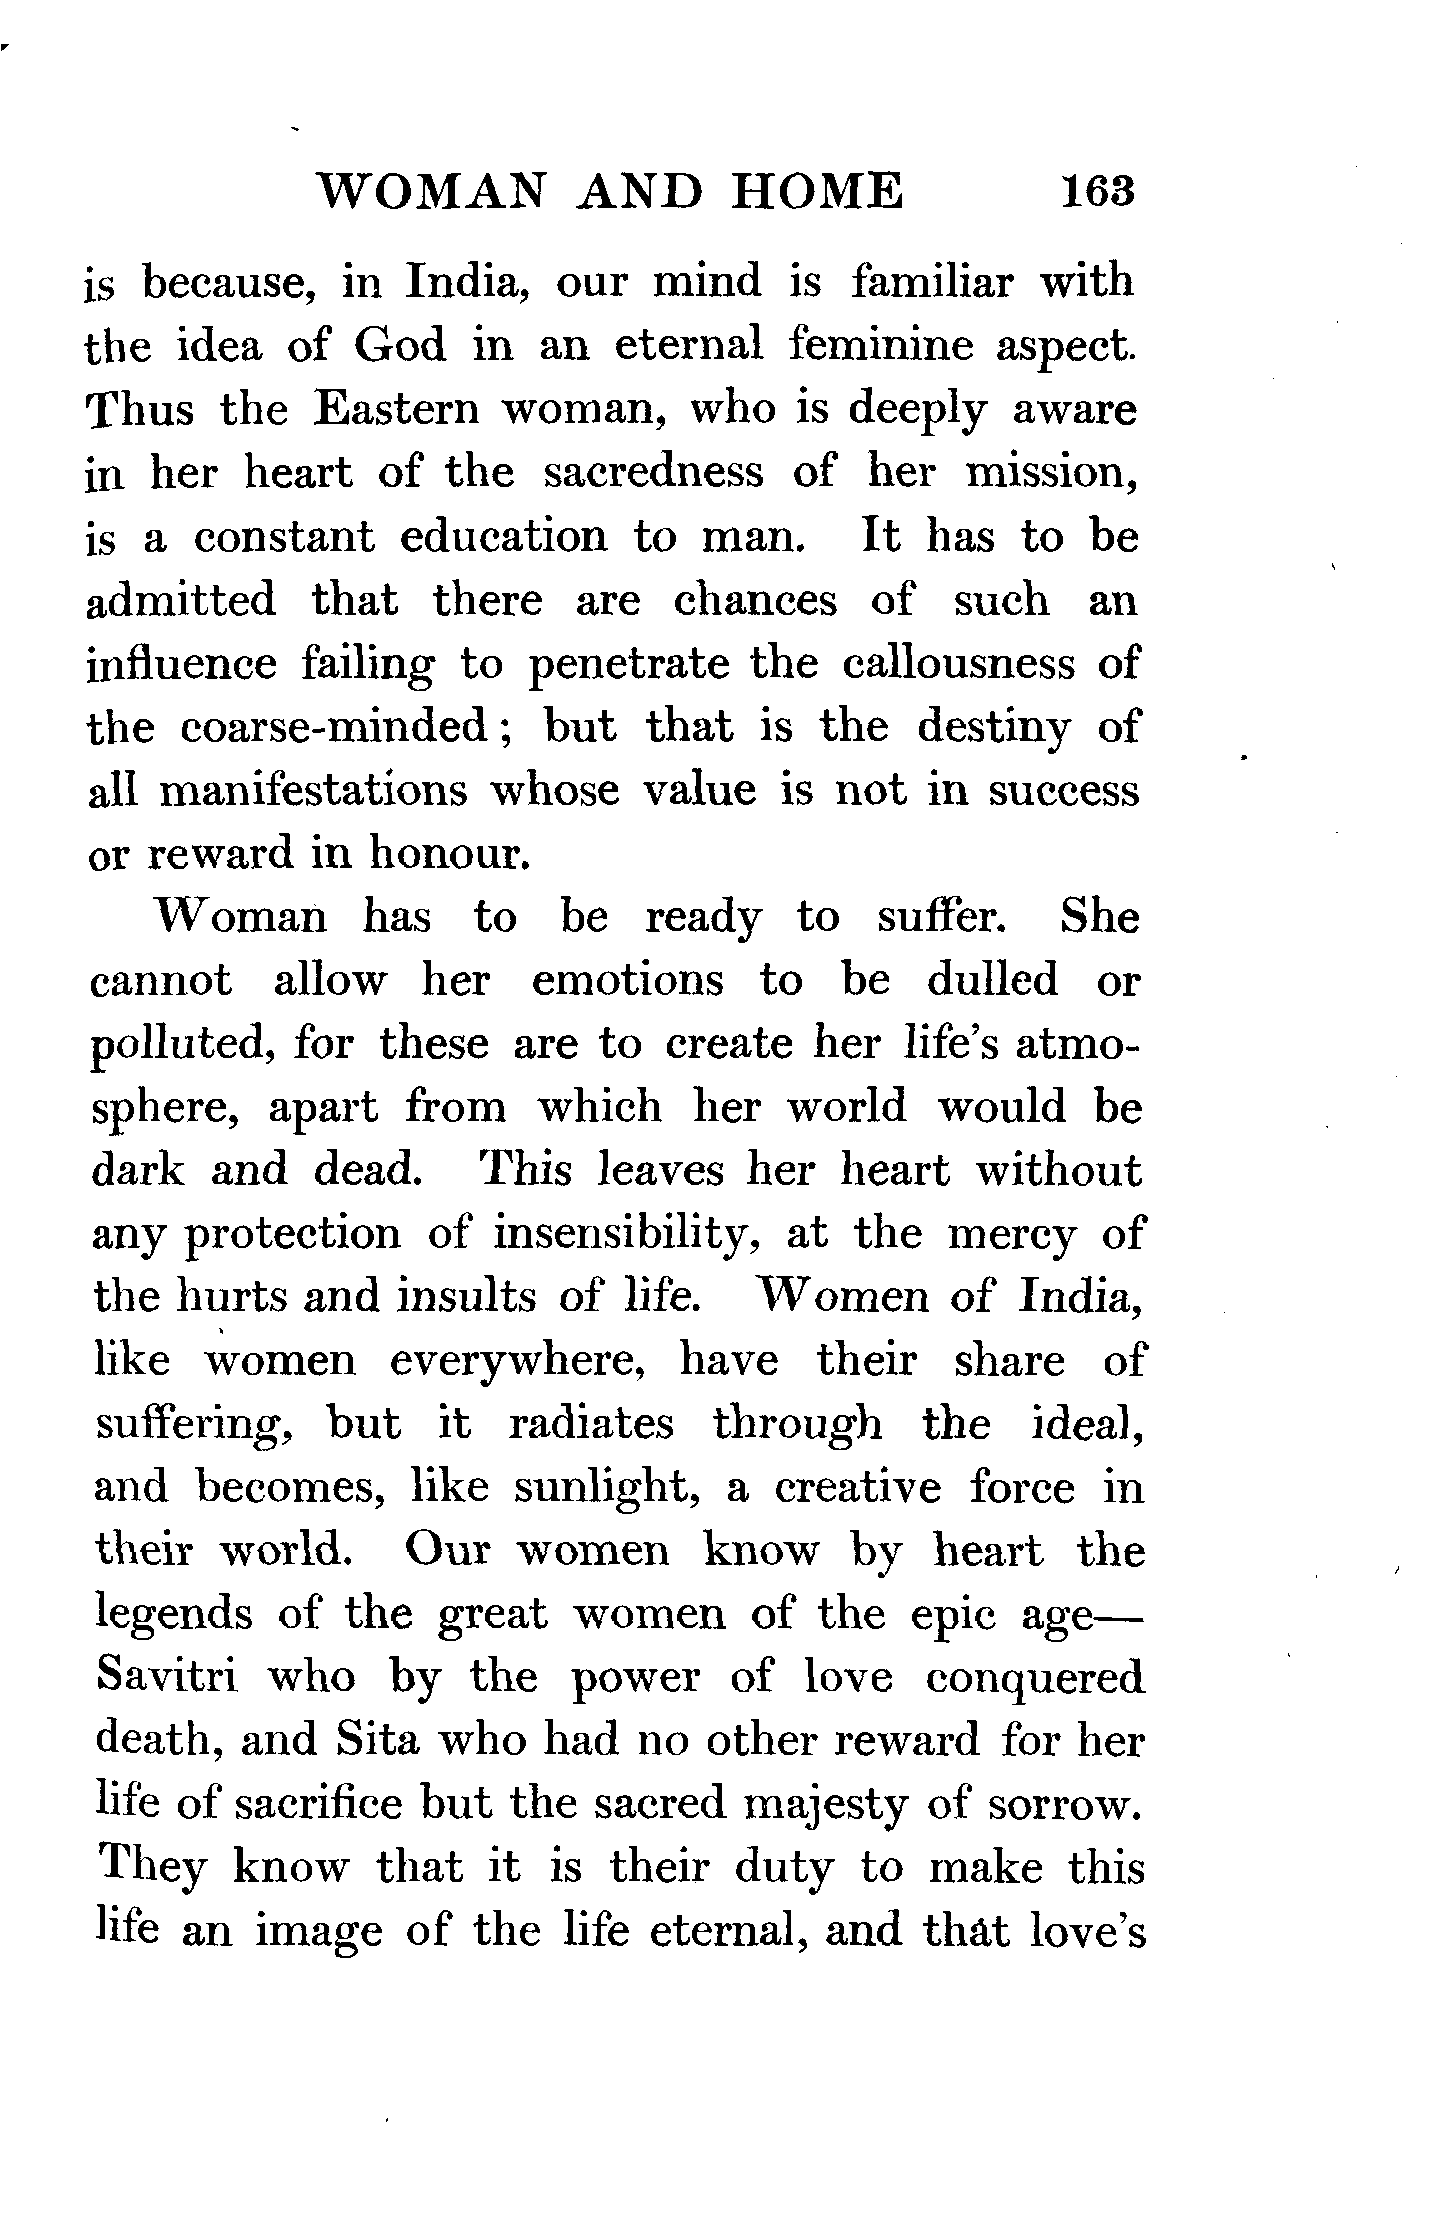 WOMAN AND HOME 163
is because, in India, our mind is familiar with
the idea of God in an eternal feminine aspect.
Thus the Eastern woman, who is deeply aware
in her heart of the sacredness of her mission,
is a constant education to man. It has to be
admitted that there are chances of such an
influence failing to penetrate the callousness of
the coarse-minded ; but that is the destiny of
all manifestations whose value is not in success
or reward in honour.
Woman has to be ready to suffer. She
cannot allow her emotions to be dulled or
polluted, for these are to create her life's atmo-
sphere, apart from which her world would be
dark and dead. This leaves her heart without
any protection of insensibility, at the mercy of
the hurts and insults of life. Women of India,
like women everywhere, have their share of
suffering, but it radiates through the ideal,
and becomes, like sunlight, a creative force in
their world. Our women know by heart the
legends of the great women of the epic age—
Savitri who by the power of love conquered
death, and Sita who had no other reward for her
life of sacrifice but the sacred majesty of sorrow.
They know that it is their duty to make this
life an image of the life eternal, and that love's